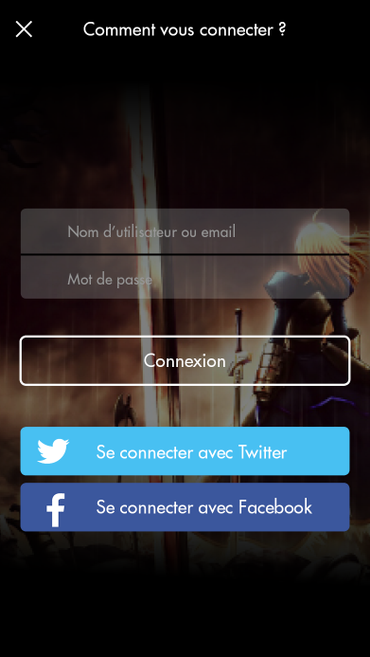 Comment vous connecter ?
Nom d'utilisateur ou email
Mot de passe
Connexion
Se connecter avec Twitter
Se connecter avec Facebook